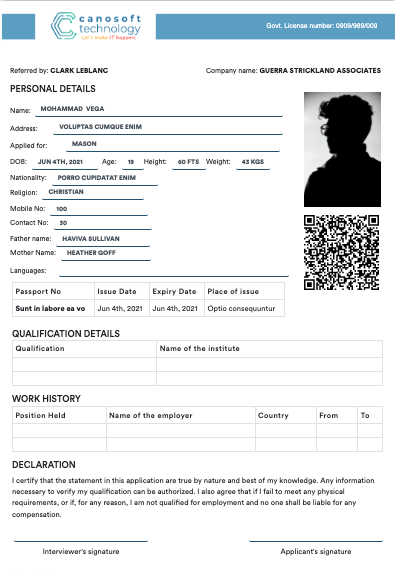 canosoft
technology
Let's make IT happen
Govt. License number: 0909/989/009
Referred by: CLARK LEBLANC
Company name: GUERRA STRICKLAND ASSOCIATES
PERSONAL DETAILS
Name: MOHAMMAD VEGA
Address: VOLUPTAS CUMQUE ENIM
Applied for: MASON
DOB: JUN 4TH, 2021 Age: 19 Height: 60 FTS Weight: 43 KGS
Nationality: PORRO CUPIDATAT ENIM
Religion: CHRISTIAN
Mobile No: 100
Contact No: 30
Father name: HAVIVA SULLIVAN
Mother Name: HEATHER GOFF
Languages:
Passport No Issue Date Expiry Date Place of issue
Sunt in labore ea vo Jun 4th, 2021 Jun 4th, 2021 Optio consequuntur
QUALIFICATION DETAILS
Qualification Name of the institute
WORK HISTORY
Position Held Name of the employer Country From To
DECLARATION
I certify that the statement in this application are true by nature and best of my knowledge. Any information
necessary to verify my qualification can be authorized. I also agree that if I fail to meet any physical
requirements, or if, for any reason, I am not qualified for employment and no one shall be liable for any
compensation.
Interviewer's signature
Applicant's signature